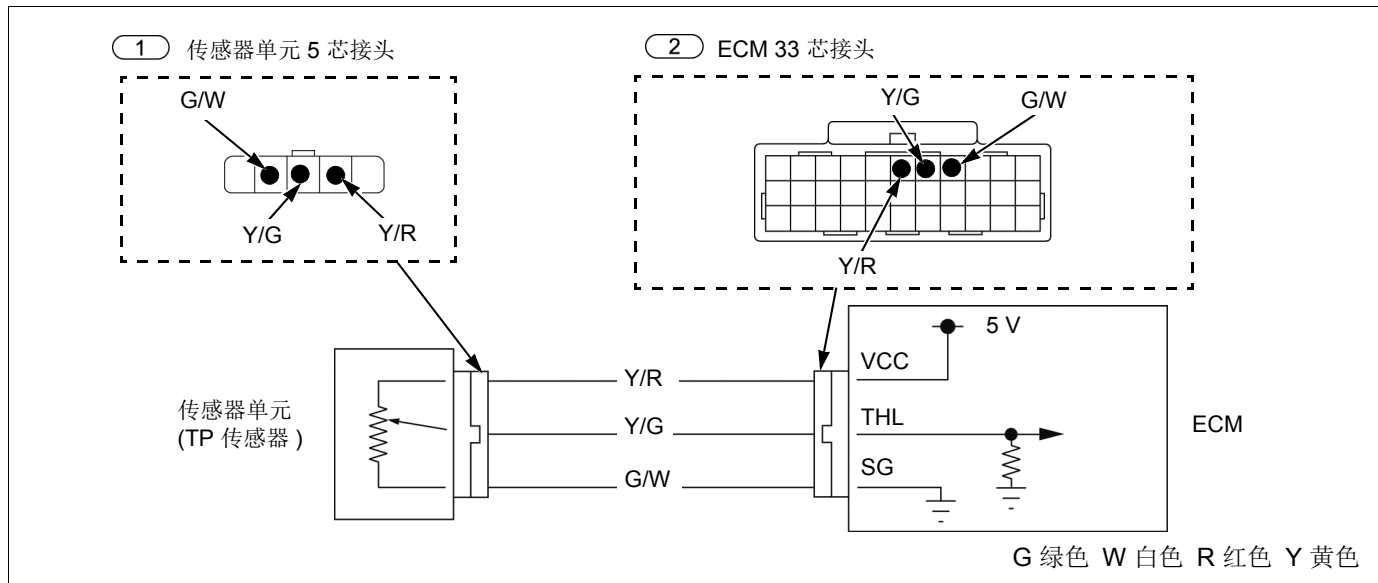 1 传感器单元 5 芯接头
2 ECM 33 芯接头
G/W
Y/G
Y/R
Y/G
G/W
Y/R
传感器单元
(TP 传感器 )
Y/R
Y/G
G/W
5 V
VCC
THL
SG
ECM
G 绿色 W 白色 R 红色 Y 黄色